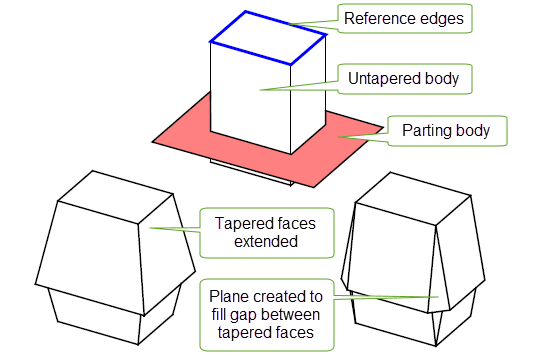 Reference edges
Untapered body
Parting body
Tapered faces
extended
Plane created to
fill gap between
tapered faces